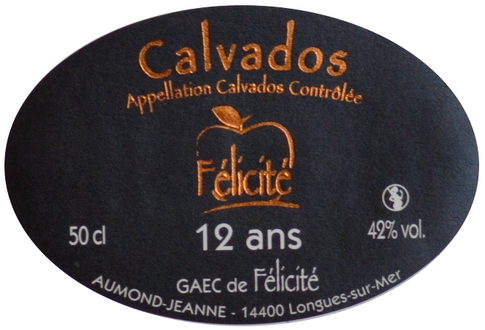 Calvados
Appellation Calvados Contrôlée
Félicité
50 cl
12 ans
42% vol.
GAEC de Félicité
AUMOND-JEANNE - 14400 Longues-sur-Mer